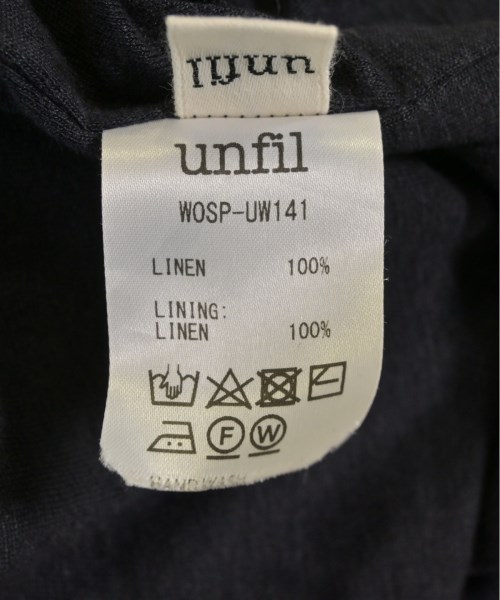 unfil
unfil
WOSP-UW141
LINEN 100%
LINING:
LINEN 100%
F W